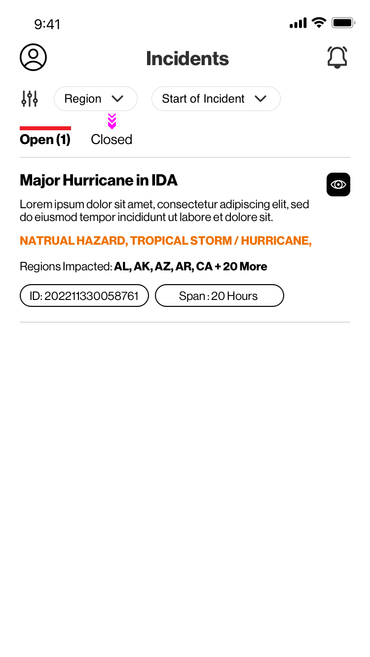 9:41
Incidents
Region
Start of Incident
Open (1)
Closed
Major Hurricane in IDA
Lorem ipsum dolor sit amet, consectetur adipiscing elit, sed
do eiusmod tempor incididunt ut labore et dolore sit.
NATRUAL HAZARD, TROPICAL STORM / HURRICANE,
Regions Impacted: AL, AK, AZ, AR, CA + 20 More
ID: 202211330058761
Span : 20 Hours